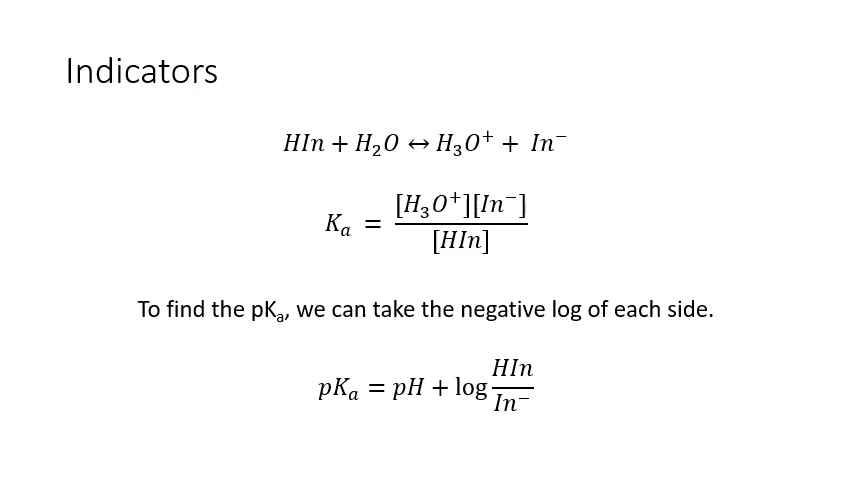 Indicators
HIn + H₂O ↔ H₃O⁺ + In⁻
Kₐ = [H₃O⁺][In⁻] / [HIn]
To find the pKₐ, we can take the negative log of each side.
pKₐ = pH + log HIn / In⁻